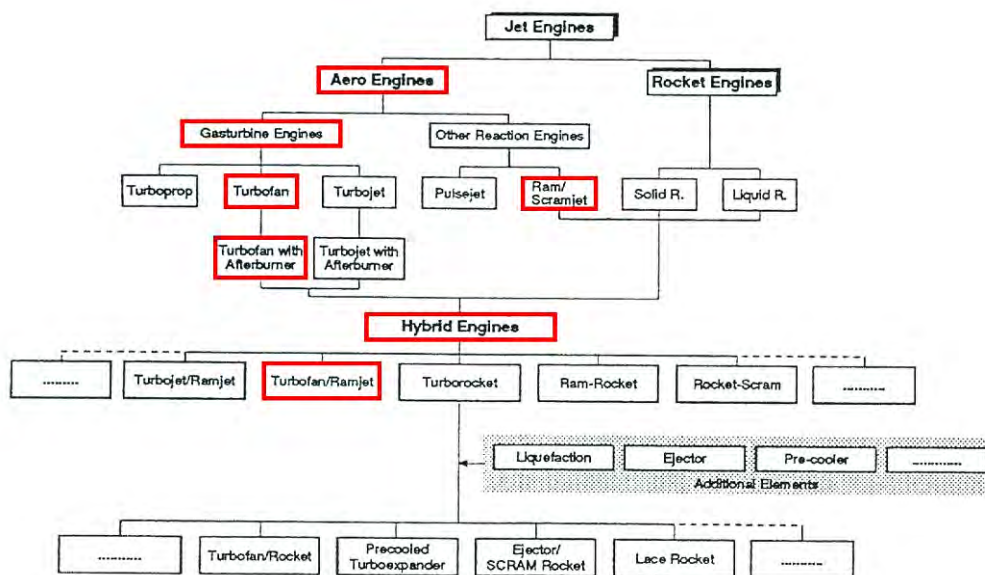 Jet Engines
Aero Engines
Rocket Engines
Gasturbine Engines
Other Reaction Engines
Turboprop
Turbofan
Turbojet
Pulsejet
Ram/
Scramjet
Solid R.
Liquid R.
Turbofan with
Afterburner
Turbojet with
Afterburner
Hybrid Engines
..........
Turbojet/Ramjet
Turbofan/Ramjet
Turborocket
Ram-Rocket
Rocket-Scram
..........
Liquefaction
Ejector
Pre-cooler
..........
Additional Elements
..........
Turbofan/Rocket
Precooled
Turboexpander
Ejector/
SCRAM Rocket
Lace Rocket
..........